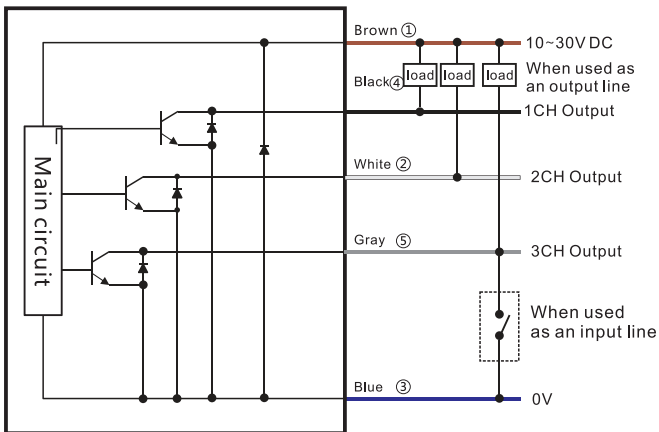 Brown ①
10~30V DC
load
load
load
When used as
an output line
Black④
1CH Output
Main circuit
White ②
2CH Output
Gray ⑤
3CH Output
When used
as an input line
Blue ③
0V